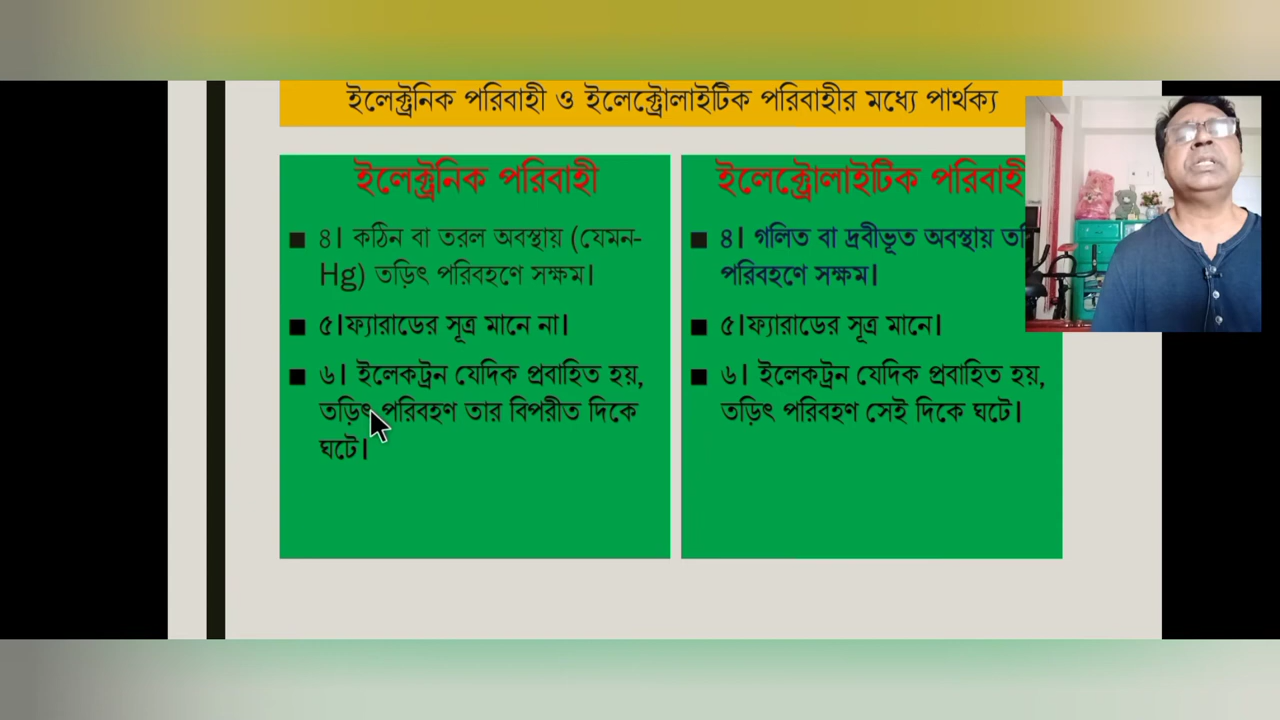 ইলেক্ট্রনিক পরিবাহী ও ইলেক্ট্রোলাইটিক পরিবাহীর মধ্যে পার্থক্য
ইলেক্ট্রনিক পরিবাহী
৪। কঠিন বা তরল অবস্থায় (যেমন-
Hg) তড়িৎ পরিবহণে সক্ষম।
৫।ফ্যারাডের সূত্র মানে না।
৬। ইলেকট্রন যেদিক প্রবাহিত হয়,
তড়িৎ পরিবহণ তার বিপরীত দিকে
ঘটে।
ইলেক্ট্রোলাইটিক পরিবাহী
৪। গলিত বা দ্রবীভূত অবস্থায়
পরিবহণে সক্ষম।
৫।ফ্যারাডের সূত্র মানে।
৬। ইলেকট্রন যেদিক প্রবাহিত হয়,
তড়িৎ পরিবহণ সেই দিকে ঘটে।